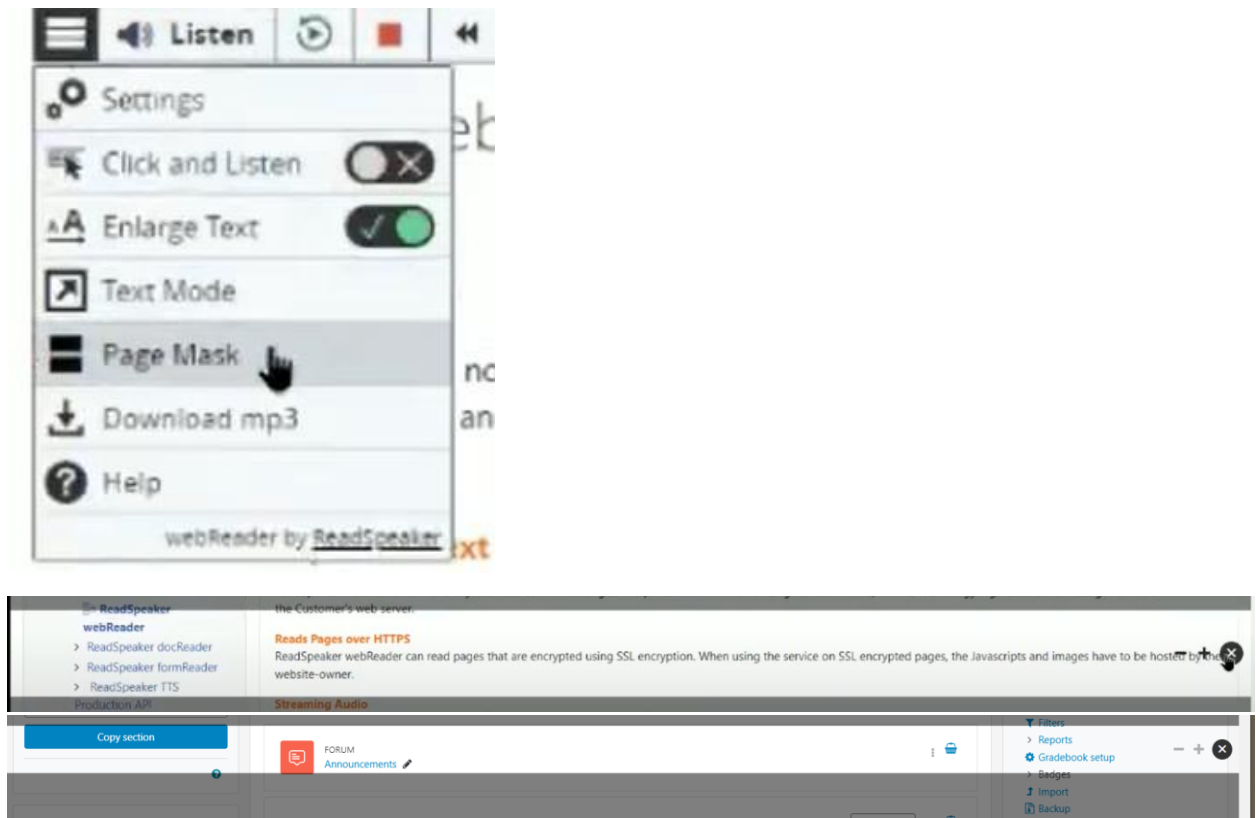 Listen
Settings
eb
Click and Listen
Enlarge Text
Text Mode
Page Mask
no
Download mp3
an
Help
webReader by ReadSpeaker
ext
ReadSpeaker
webReader
> ReadSpeaker docReader
> ReadSpeaker formReader
> ReadSpeaker TTS
Production API
the Customer's web server.
Reads Pages over HTTPS
ReadSpeaker webReader can read pages that are encrypted using SSL encryption. When using the service on SSL encrypted pages, the Javascripts and images have to be hosted by the
website-owner.
Streaming Audio
Copy section
FORUM
Announcements
Filters
> Reports
Gradebook setup
> Badges
Import
Backup